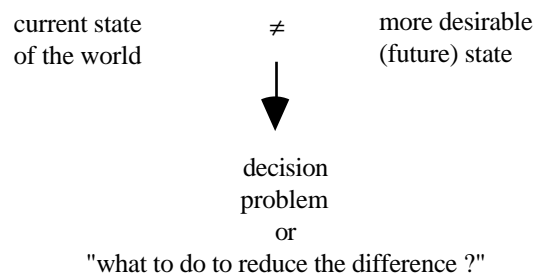 current state
of the world
≠
more desirable
(future) state
decision
problem
or
"what to do to reduce the difference ?"